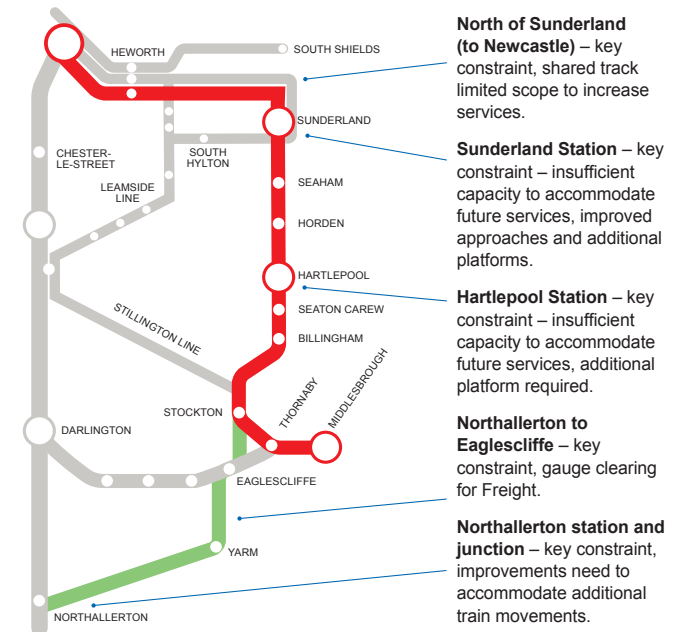 HEWORTH
SOUTH SHIELDS
SUNDERLAND
CHESTER-
LE-STREET
SOUTH
HYLTON
LEAMSIDE
LINE
SEAHAM
HORDEN
HARTLEPOOL
SEATON CAREW
STILLINGTON LINE
BILLINGHAM
THORNABY
MIDDLESBROUGH
STOCKTON
DARLINGTON
EAGLESCLIFFE
YARM
NORTHALLERTON
North of Sunderland
(to Newcastle) – key
constraint, shared track
limited scope to increase
services.
Sunderland Station – key
constraint – insufficient
capacity to accommodate
future services, improved
approaches and additional
platforms.
Hartlepool Station – key
constraint – insufficient
capacity to accommodate
future services, additional
platform required.
Northallerton to
Eaglescliffe – key
constraint, gauge clearing
for Freight.
Northallerton station and
junction – key constraint,
improvements need to
accommodate additional
train movements.